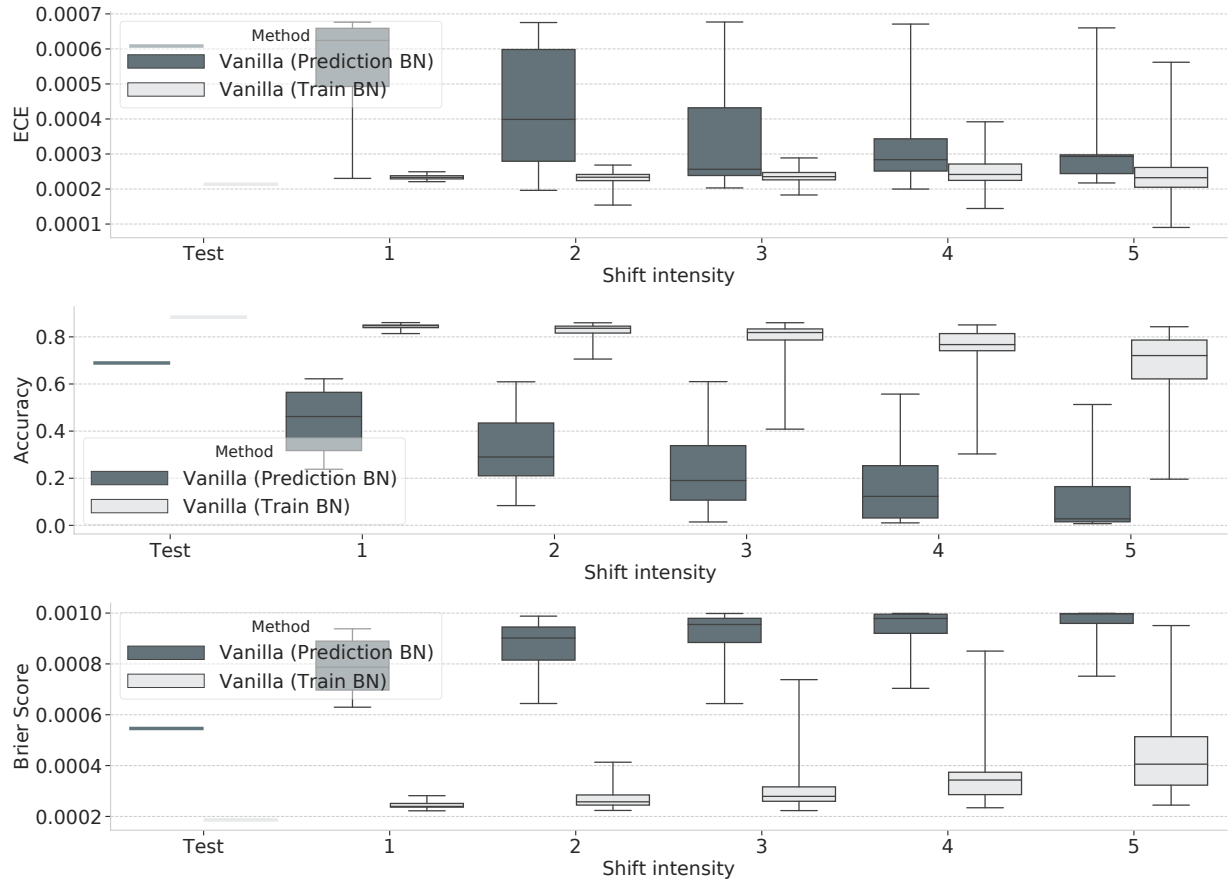 0.0007
0.0006
0.0005
0.0004
0.0003
0.0002
0.0001
ECE
Method
Vanilla (Prediction BN)
Vanilla (Train BN)
Test 1 2 3 4 5
Shift intensity
0.8
0.6
0.4
0.2
0.0
Accuracy
Method
Vanilla (Prediction BN)
Vanilla (Train BN)
Test 1 2 3 4 5
Shift intensity
0.0010
0.0008
0.0006
0.0004
0.0002
Brier Score
Method
Vanilla (Prediction BN)
Vanilla (Train BN)
Test 1 2 3 4 5
Shift intensity